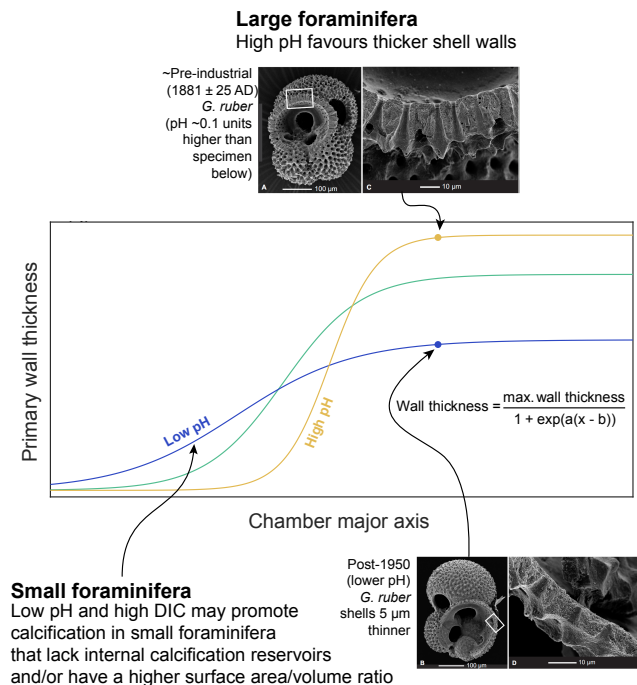 Large foraminifera
High pH favours thicker shell walls
~Pre-industrial
(1881 ± 25 AD)
G. ruber
(pH ~0.1 units
higher than
specimen
below)
A
100 µm
C
10 µm
Primary wall thickness
Low pH
High pH
Wall thickness = max. wall thickness
1 + exp(a(x - b))
Chamber major axis
Small foraminifera
Low pH and high DIC may promote
calcification in small foraminifera
that lack internal calcification reservoirs
and/or have a higher surface area/volume ratio
Post-1950
(lower pH)
G. ruber
shells 5 µm
thinner
B
100 µm
D
10 µm